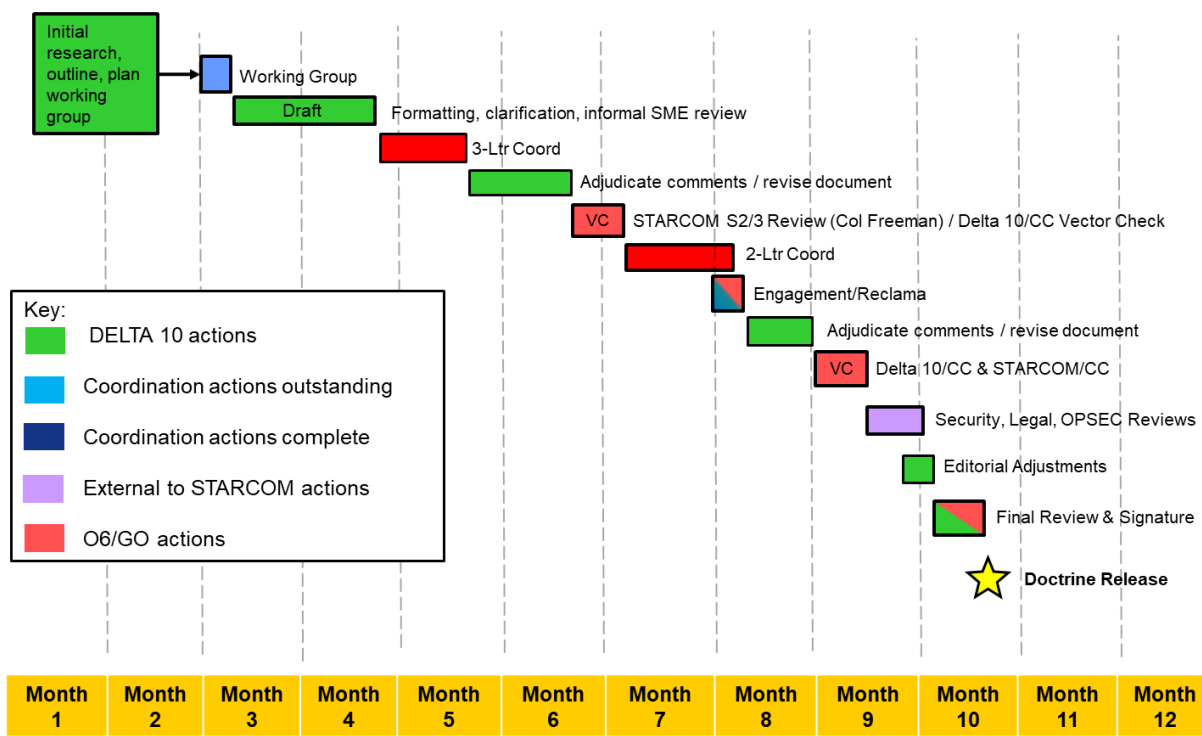 Initial
research,
outline, plan
working
group
Working Group
Draft
Formatting, clarification, informal SME review
3-Ltr Coord
Adjudicate comments / revise document
VC
STARCOM S2/3 Review (Col Freeman) / Delta 10/CC Vector Check
2-Ltr Coord
Engagement/Reclama
Adjudicate comments / revise document
VC
Delta 10/CC & STARCOM/CC
Security, Legal, OPSEC Reviews
Editorial Adjustments
Final Review & Signature
Doctrine Release
Key:
DELTA 10 actions
Coordination actions outstanding
Coordination actions complete
External to STARCOM actions
O6/GO actions
Month
1
Month
2
Month
3
Month
4
Month
5
Month
6
Month
7
Month
8
Month
9
Month
10
Month
11
Month
12